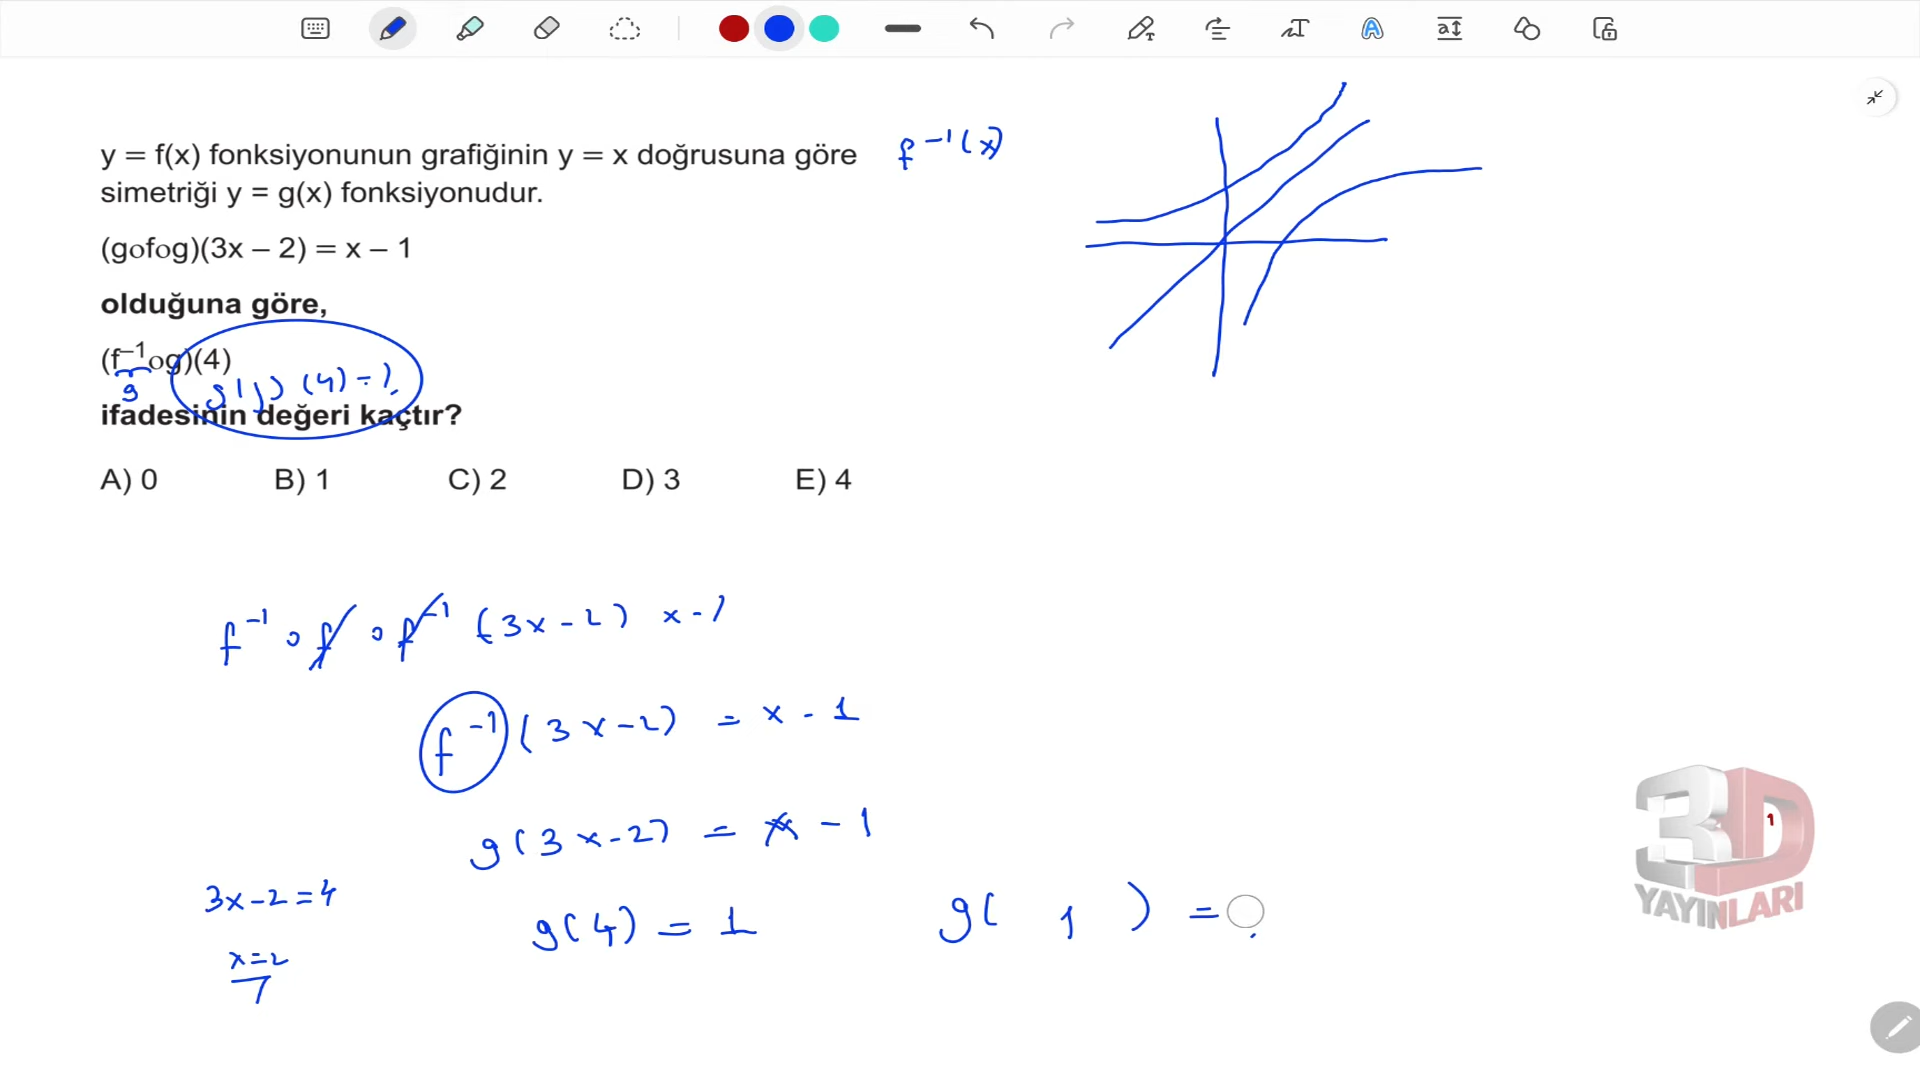 y = f(x) fonksiyonunun grafiğinin y = x doğrusuna göre
simetriği y = g(x) fonksiyonudur.
f⁻¹(x)
(gofog)(3x – 2) = x – 1
olduğuna göre,
(f⁻¹og)(4)
g
(4) = ?
ifadesinin değeri kaçtır?
A) 0 B) 1 C) 2 D) 3 E) 4
f⁻¹ o f o f⁻¹ (3x - 2) x - 1
f⁻¹ (3x - 2) = x - 1
g(3x - 2) = x - 1
3x - 2 = 4
g(4) = 1 g( 1 ) =
x = 2
3D
YAYINLARI